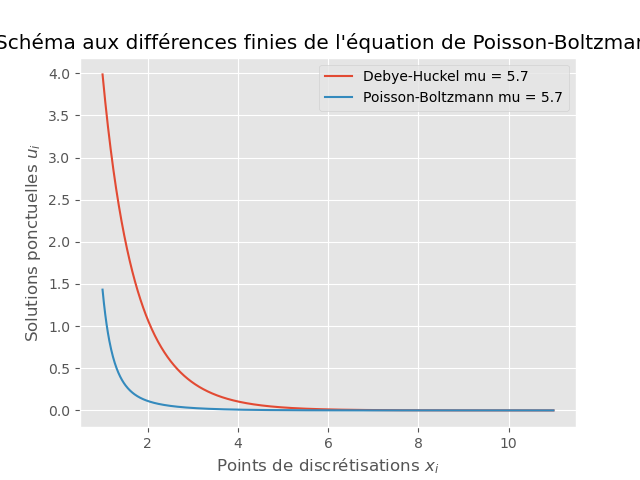 Schéma aux différences finies de l'équation de Poisson-Boltzman
Debye-Huckel mu = 5.7
Poisson-Boltzmann mu = 5.7
Solutions ponctuelles u_i
4.0
3.5
3.0
2.5
2.0
1.5
1.0
0.5
0.0
2 4 6 8 10
Points de discrétisations x_i